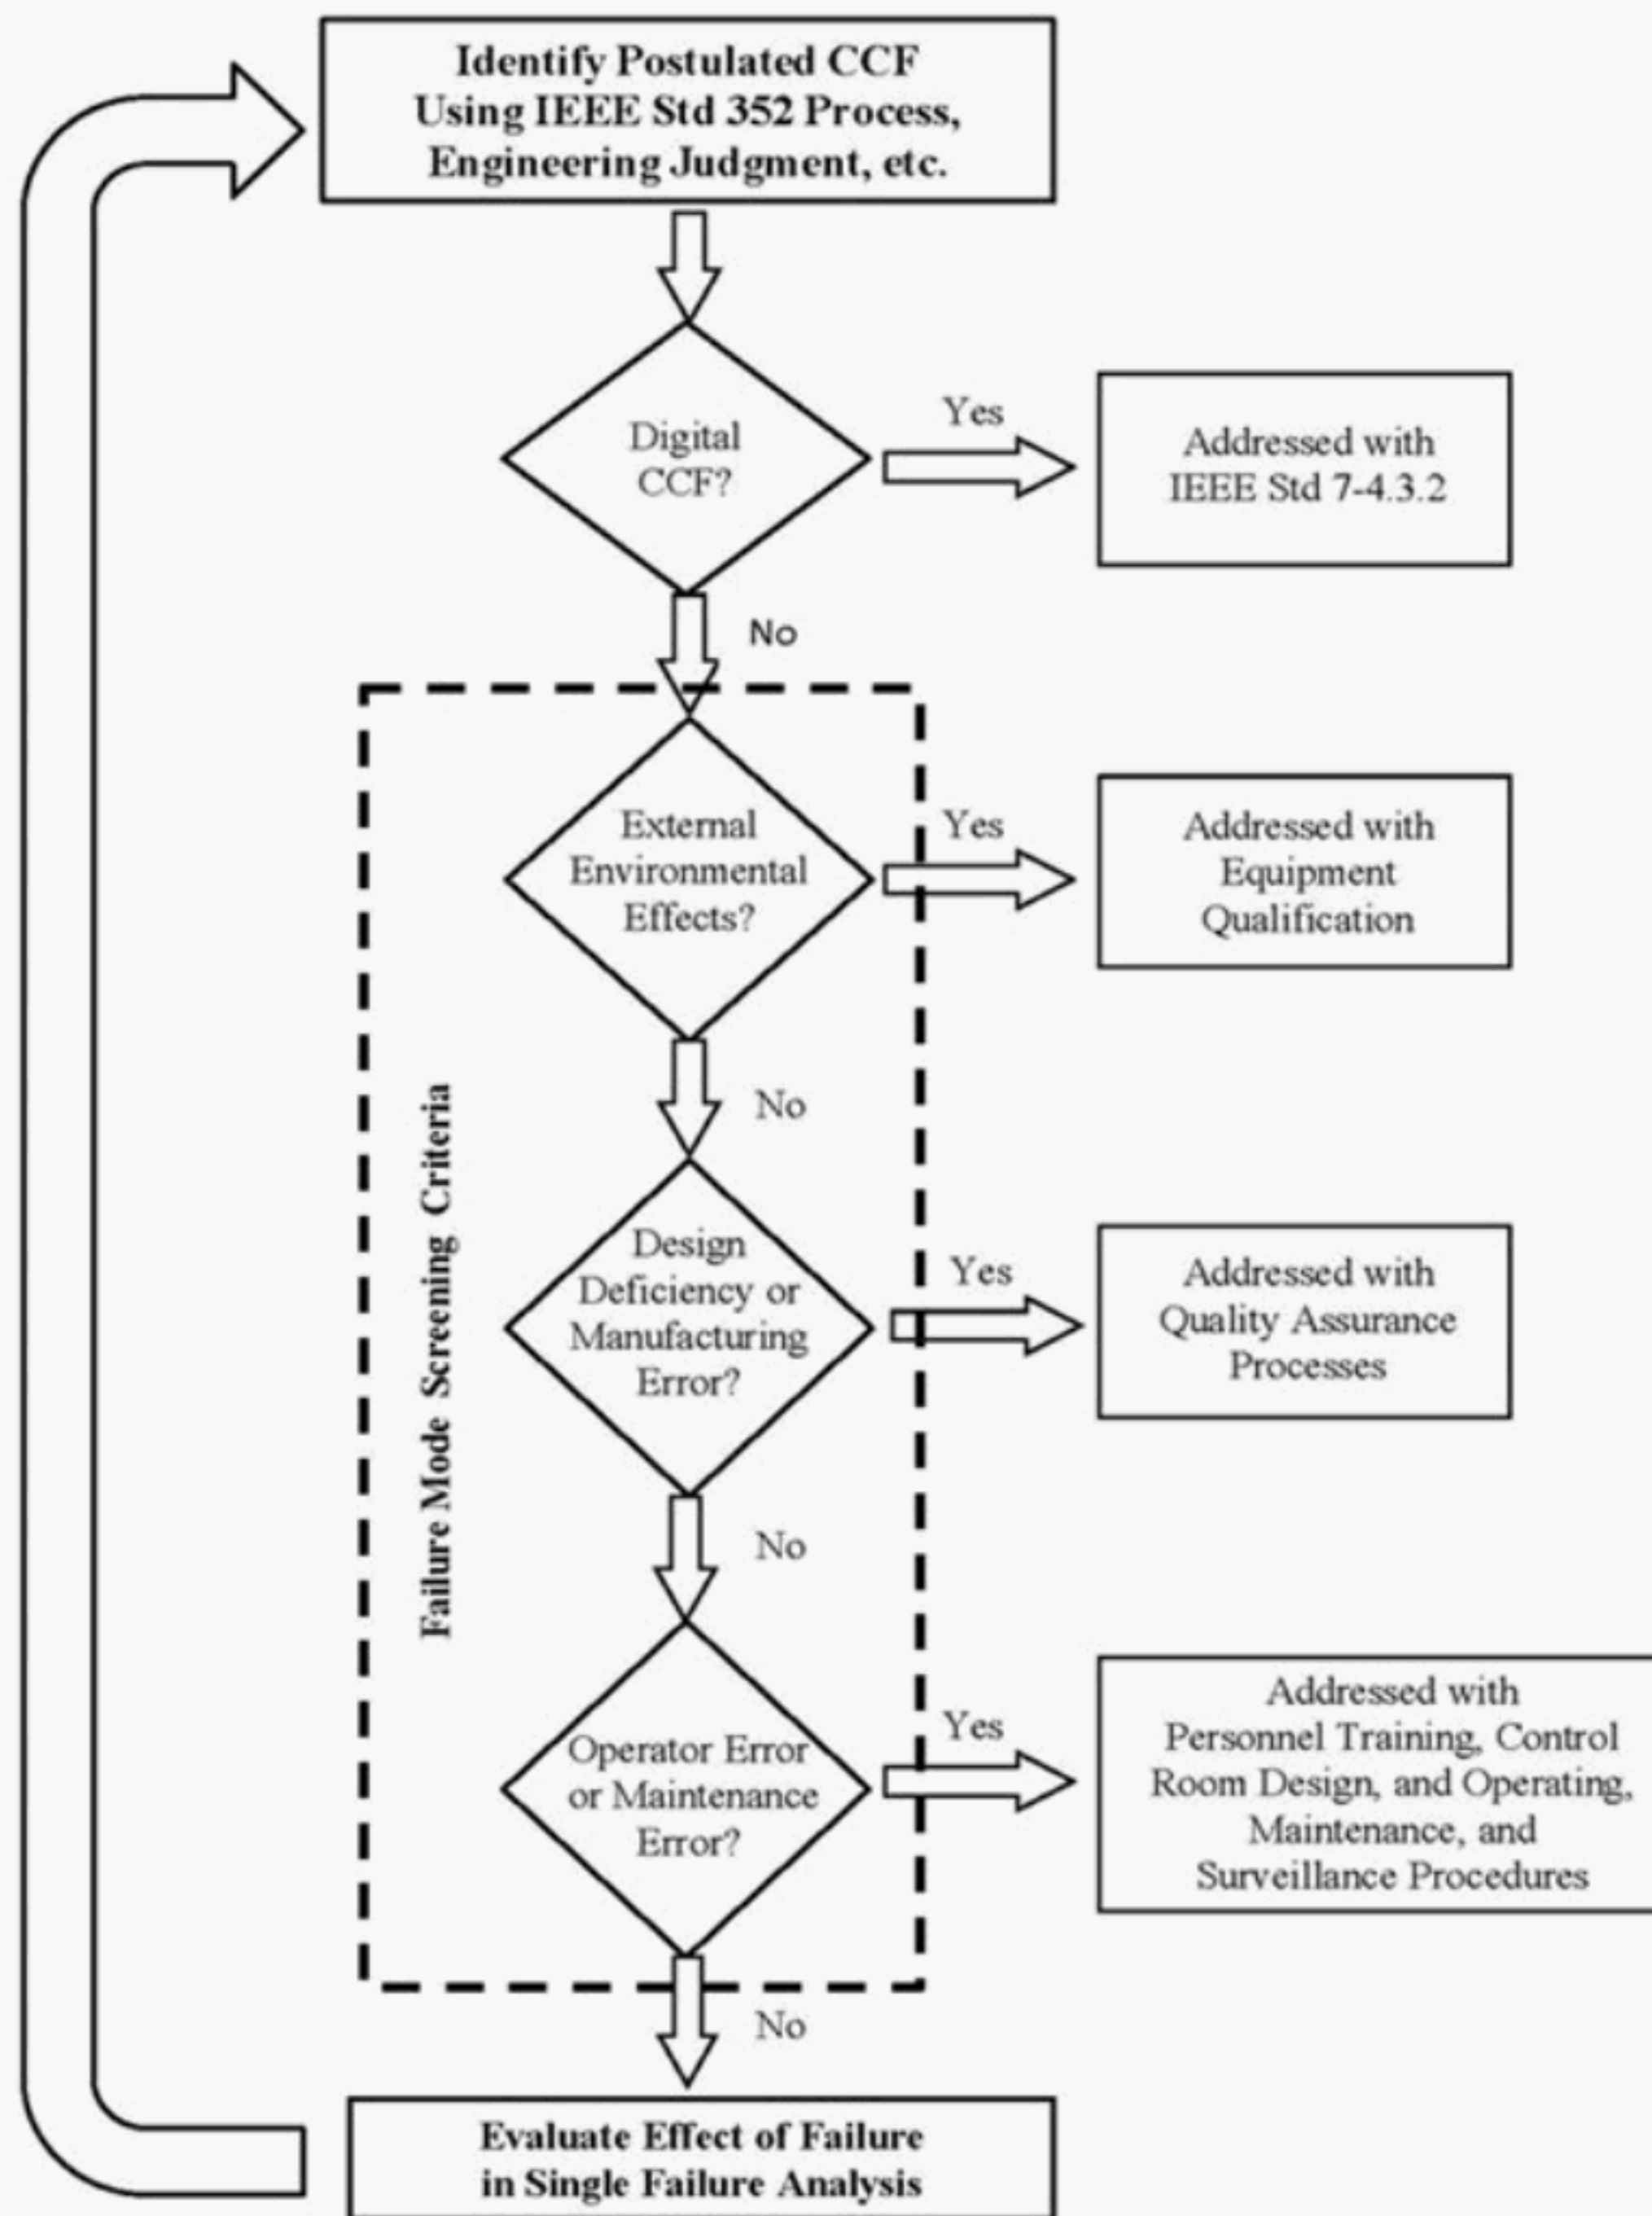 Identify Postulated CCF
Using IEEE Std 352 Process,
Engineering Judgment, etc.
Digital
CCF?
Yes
Addressed with
IEEE Std 7-4.3.2
No
External
Environmental
Effects?
Yes
Addressed with
Equipment
Qualification
No
Failure Mode Screening Criteria
Design
Deficiency or
Manufacturing
Error?
Yes
Addressed with
Quality Assurance
Processes
No
Operator Error
or Maintenance
Error?
Yes
Addressed with
Personnel Training, Control
Room Design, and Operating,
Maintenance, and
Surveillance Procedures
No
Evaluate Effect of Failure
in Single Failure Analysis